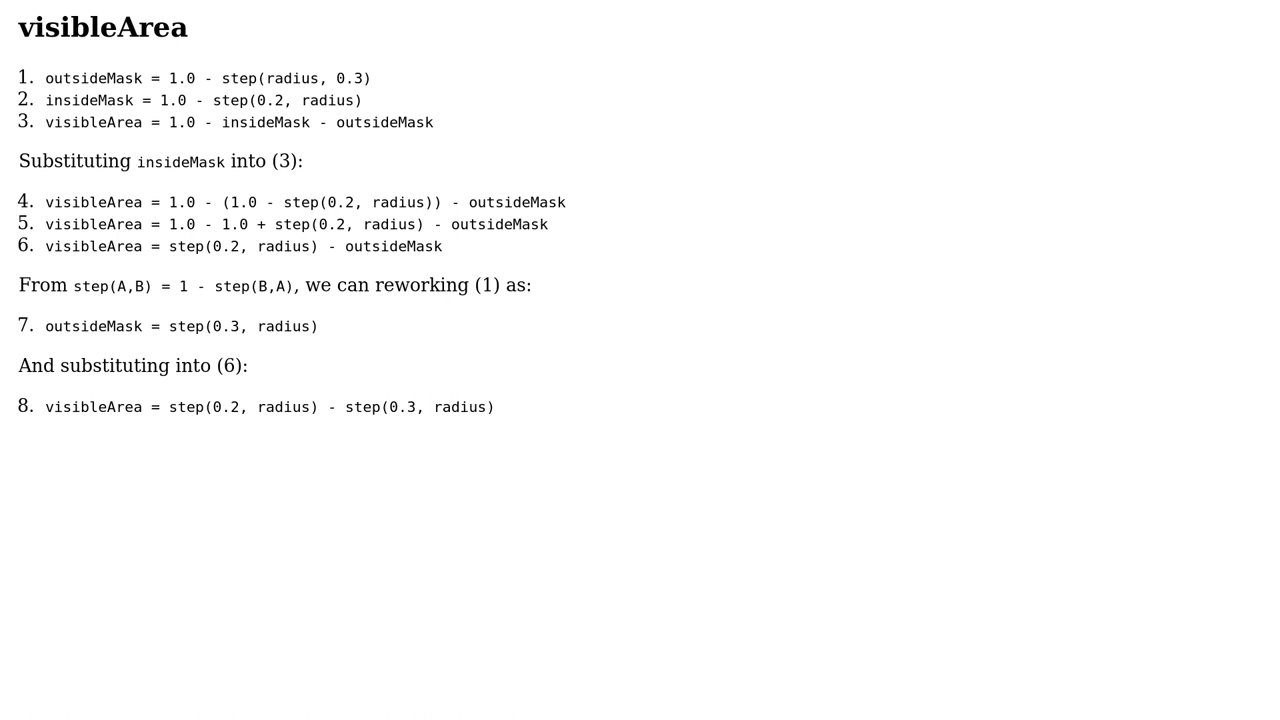 visibleArea
1. outsideMask = 1.0 - step(radius, 0.3)
2. insideMask = 1.0 - step(0.2, radius)
3. visibleArea = 1.0 - insideMask - outsideMask
Substituting insideMask into (3):
4. visibleArea = 1.0 - (1.0 - step(0.2, radius)) - outsideMask
5. visibleArea = 1.0 - 1.0 + step(0.2, radius) - outsideMask
6. visibleArea = step(0.2, radius) - outsideMask
From step(A,B) = 1 - step(B,A), we can reworking (1) as:
7. outsideMask = step(0.3, radius)
And substituting into (6):
8. visibleArea = step(0.2, radius) - step(0.3, radius)